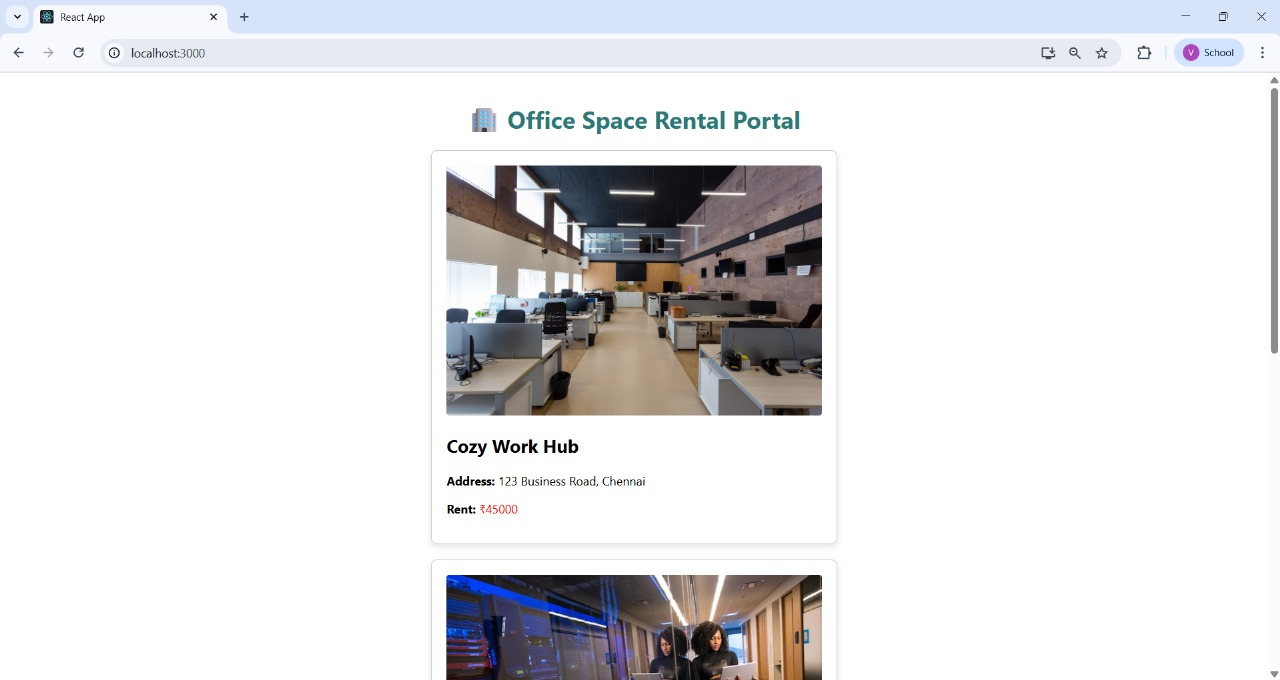 React App
localhost:3000
V
School
Office Space Rental Portal
Cozy Work Hub
Address: 123 Business Road, Chennai
Rent: ₹45000